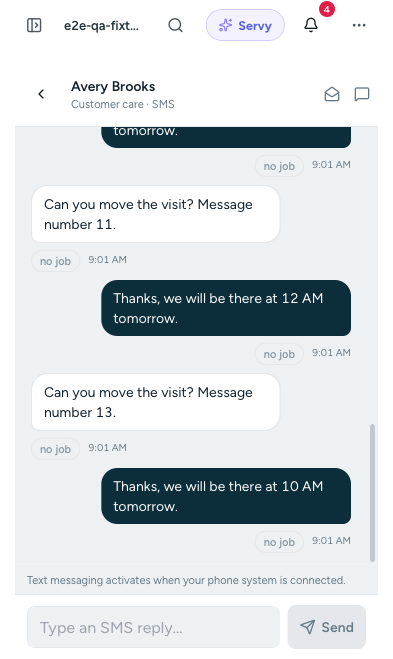 e2e-qa-fixt...
Servy
4
Avery Brooks
Customer care · SMS
tomorrow.
no job 9:01 AM
Can you move the visit? Message
number 11.
no job 9:01 AM
Thanks, we will be there at 12 AM
tomorrow.
no job 9:01 AM
Can you move the visit? Message
number 13.
no job 9:01 AM
Thanks, we will be there at 10 AM
tomorrow.
no job 9:01 AM
Text messaging activates when your phone system is connected.
Type an SMS reply...
Send